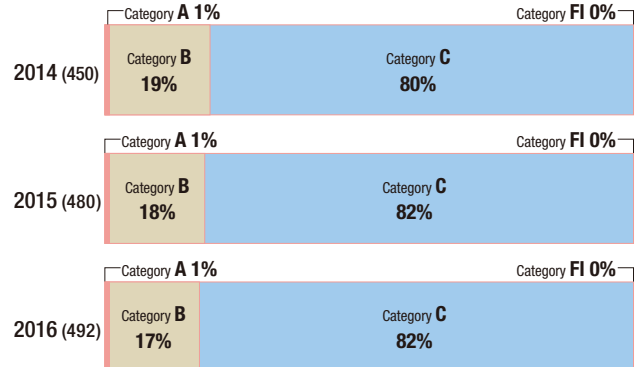 Category A 1% Category FI 0%
2014 (450)
Category B
19%
Category C
80%
Category A 1% Category FI 0%
2015 (480)
Category B
18%
Category C
82%
Category A 1% Category FI 0%
2016 (492)
Category B
17%
Category C
82%